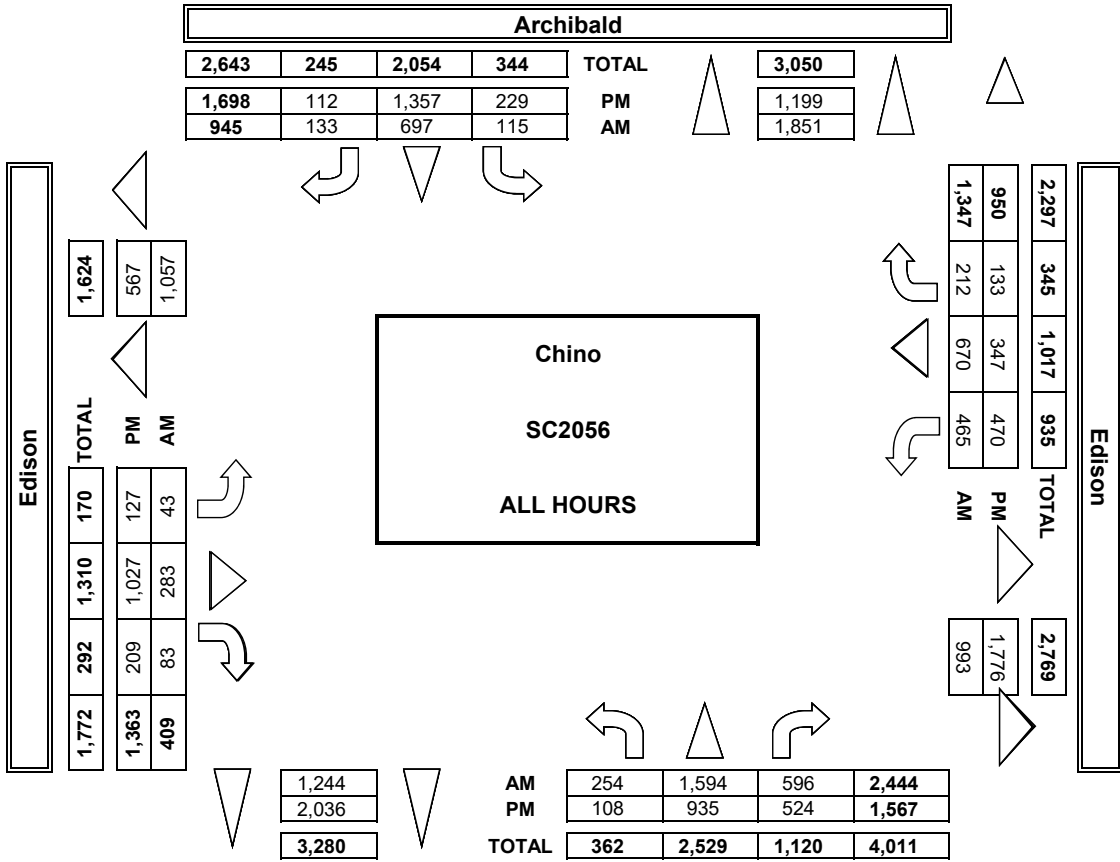 Archibald
2,643 245 2,054 344 TOTAL 3,050
1,698 112 1,357 229 PM 1,199
945 133 697 115 AM 1,851
Edison
1,624
567
1,057
TOTAL 170 1,310 292 1,772
PM 127 1,027 209 1,363
AM 43 283 83 409
Chino
SC2056
ALL HOURS
2,297 345 1,017 935 TOTAL
950 133 347 470 PM
1,347 212 670 465 AM
2,769
1,776
993
Edison
1,244 AM 254 1,594 596 2,444
2,036 PM 108 935 524 1,567
3,280 TOTAL 362 2,529 1,120 4,011